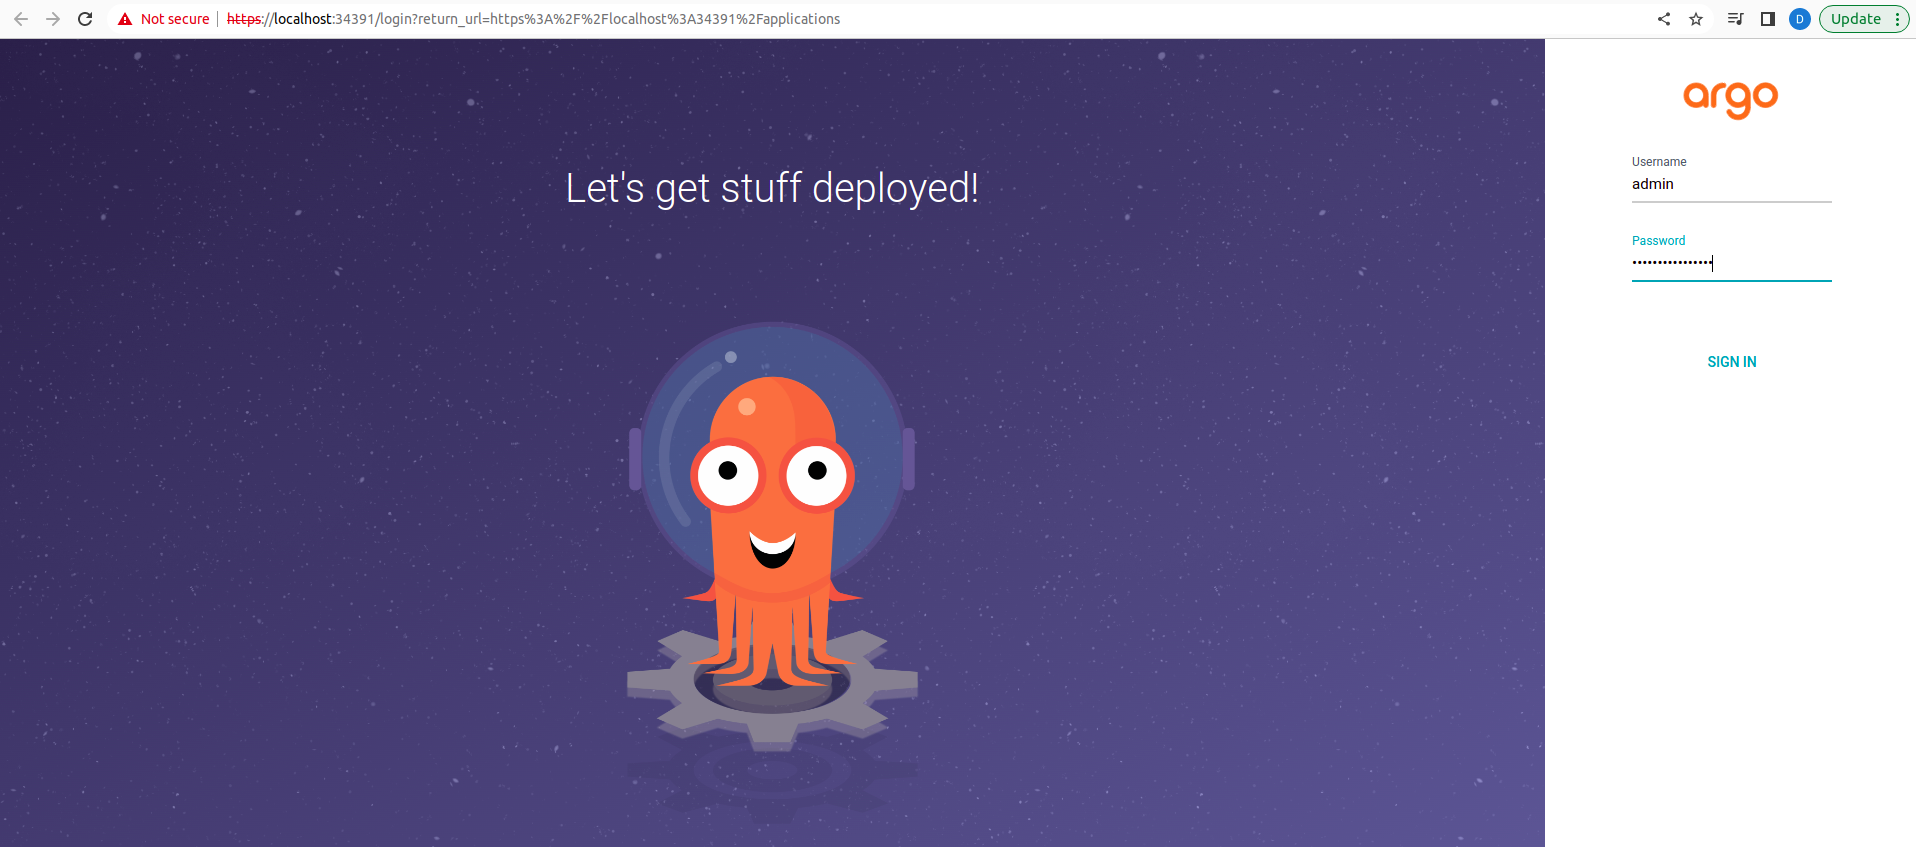 Not secure https://localhost:34391/login?return_url=https%3A%2F%2Flocalhost%3A34391%2Fapplications D Update
Let's get stuff deployed!
argo
Username
admin
Password
••••••••••••••••
SIGN IN